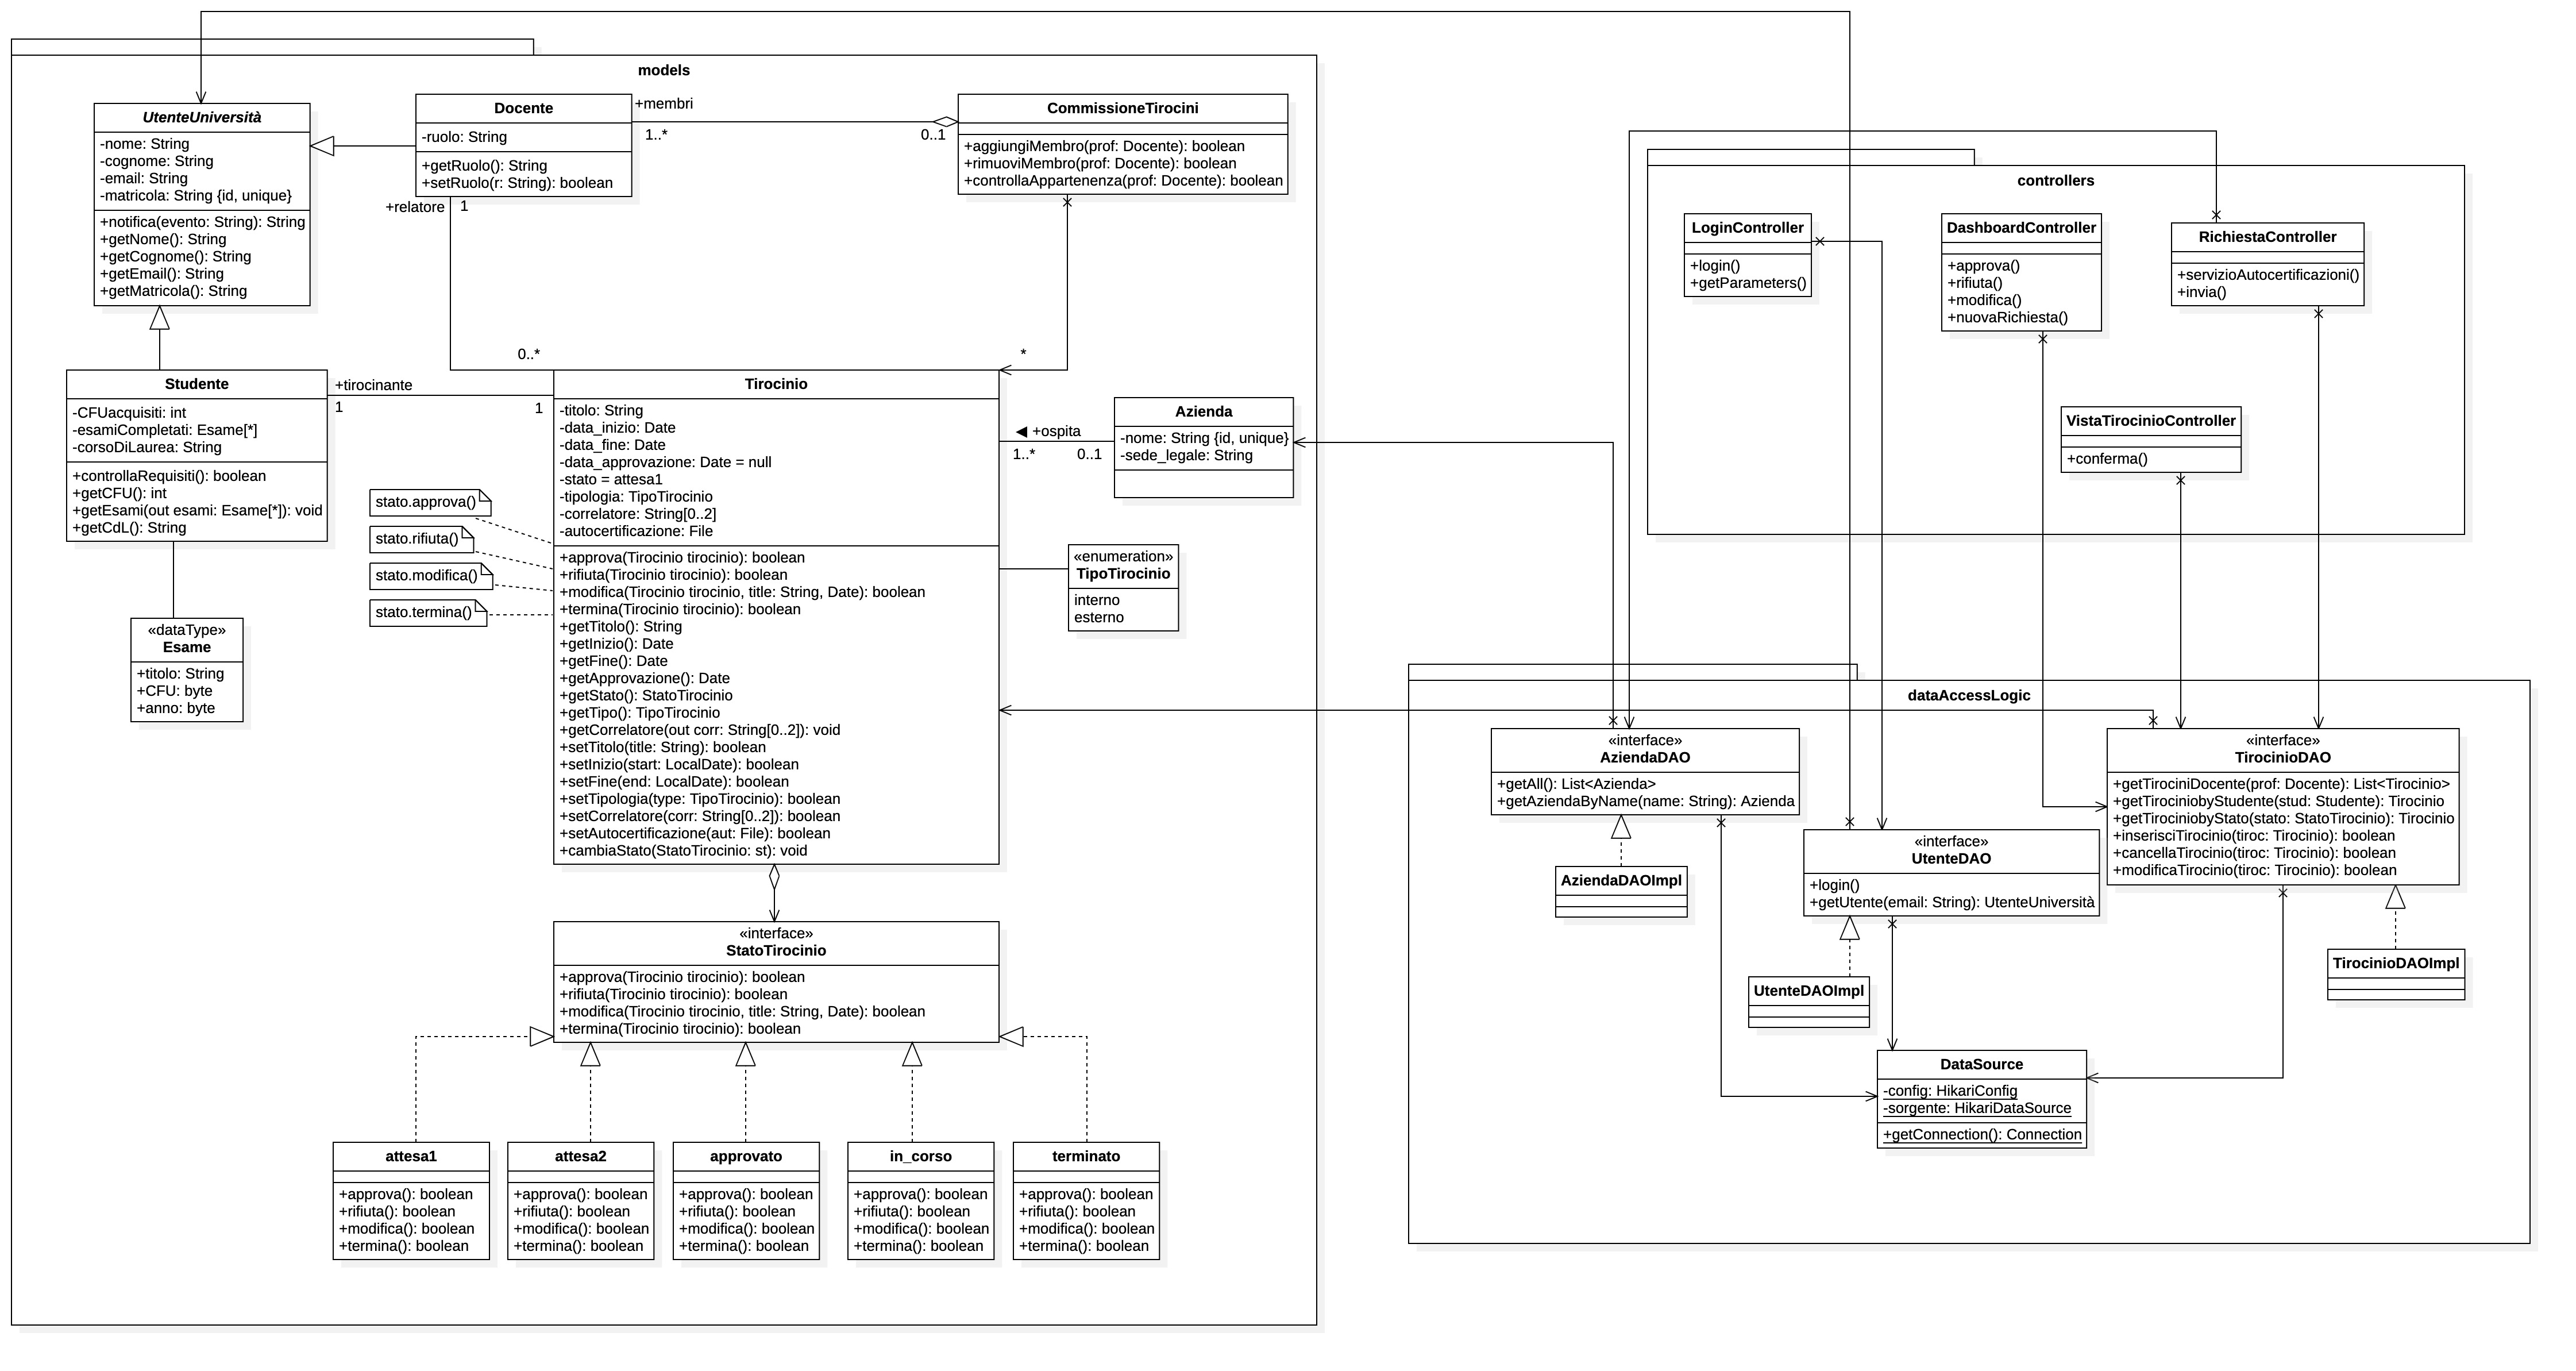 models
UtenteUniversità
-nome: String
-cognome: String
-email: String
-matricola: String {id, unique}
+notifica(evento: String): String
+getNome(): String
+getCognome(): String
+getEmail(): String
+getMatricola(): String
Docente
-ruolo: String
+getRuolo(): String
+setRuolo(r: String): boolean
+membri
1..*
0..1
CommissioneTirocini
+aggiungiMembro(prof: Docente): boolean
+rimuoviMembro(prof: Docente): boolean
+controllaAppartenenza(prof: Docente): boolean
+relatore
1
0..*
*
Studente
-CFUacquisiti: int
-esamiCompletati: Esame[*]
-corsoDiLaurea: String
+controllaRequisiti(): boolean
+getCFU(): int
+getEsami(out esami: Esame[*]): void
+getCdL(): String
+tirocinante
1
1
Tirocinio
-titolo: String
-data_inizio: Date
-data_fine: Date
-data_approvazione: Date = null
-stato = attesa1
-tipologia: TipoTirocinio
-correlatore: String[0..2]
-autocertificazione: File
+approva(Tirocinio tirocinio): boolean
+rifiuta(Tirocinio tirocinio): boolean
+modifica(Tirocinio tirocinio, title: String, Date): boolean
+termina(Tirocinio tirocinio): boolean
+getTitolo(): String
+getInizio(): Date
+getFine(): Date
+getApprovazione(): Date
+getStato(): StatoTirocinio
+getTipo(): TipoTirocinio
+getCorrelatore(out corr: String[0..2]): void
+setTitolo(title: String): boolean
+setInizio(start: LocalDate): boolean
+setFine(end: LocalDate): boolean
+setTipologia(type: TipoTirocinio): boolean
+setCorrelatore(corr: String[0..2]): boolean
+setAutocertificazione(aut: File): boolean
+cambiaStato(StatoTirocinio: st): void
◀ +ospita
1..*
0..1
Azienda
-nome: String {id, unique}
-sede_legale: String
stato.approva()
stato.rifiuta()
stato.modifica()
stato.termina()
«enumeration»
TipoTirocinio
interno
esterno
«dataType»
Esame
+titolo: String
+CFU: byte
+anno: byte
«interface»
StatoTirocinio
+approva(Tirocinio tirocinio): boolean
+rifiuta(Tirocinio tirocinio): boolean
+modifica(Tirocinio tirocinio, title: String, Date): boolean
+termina(Tirocinio tirocinio): boolean
attesa1
+approva(): boolean
+rifiuta(): boolean
+modifica(): boolean
+termina(): boolean
attesa2
+approva(): boolean
+rifiuta(): boolean
+modifica(): boolean
+termina(): boolean
approvato
+approva(): boolean
+rifiuta(): boolean
+modifica(): boolean
+termina(): boolean
in_corso
+approva(): boolean
+rifiuta(): boolean
+modifica(): boolean
+termina(): boolean
terminato
+approva(): boolean
+rifiuta(): boolean
+modifica(): boolean
+termina(): boolean
controllers
LoginController
+login()
+getParameters()
DashboardController
+approva()
+rifiuta()
+modifica()
+nuovaRichiesta()
RichiestaController
+servizioAutocertificazioni()
+invia()
VistaTirocinioController
+conferma()
dataAccessLogic
«interface»
AziendaDAO
+getAll(): List<Azienda>
+getAziendaByName(name: String): Azienda
AziendaDAOImpl
«interface»
UtenteDAO
+login()
+getUtente(email: String): UtenteUniversità
UtenteDAOImpl
«interface»
TirocinioDAO
+getTirociniDocente(prof: Docente): List<Tirocinio>
+getTirociniobyStudente(stud: Studente): Tirocinio
+getTirociniobyStato(stato: StatoTirocinio): Tirocinio
+inserisciTirocinio(tiroc: Tirocinio): boolean
+cancellaTirocinio(tiroc: Tirocinio): boolean
+modificaTirocinio(tiroc: Tirocinio): boolean
TirocinioDAOImpl
DataSource
-config: HikariConfig
-sorgente: HikariDataSource
+getConnection(): Connection